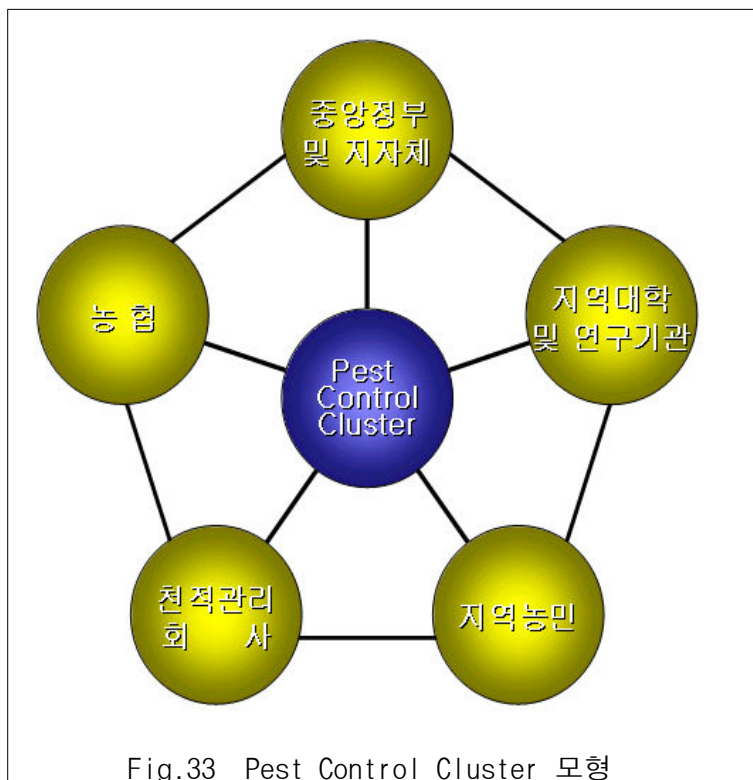 중앙정부
및 지자체
농 협
지역대학
및 연구기관
Pest
Control
Cluster
천적관리
회 사
지역농민
Fig.33 Pest Control Cluster 모형